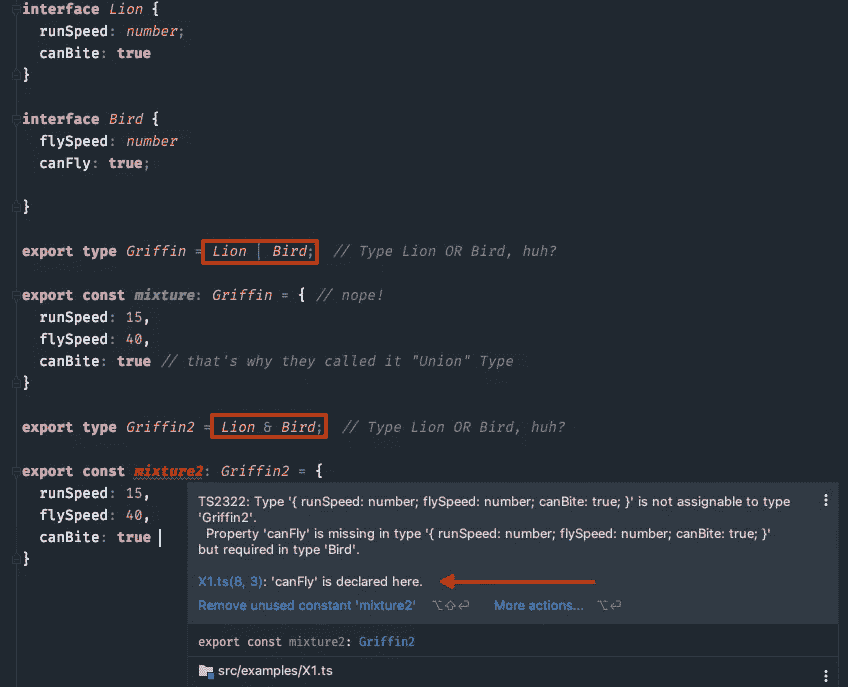 interface Lion {
runSpeed: number;
canBite: true
}
interface Bird {
flySpeed: number
canFly: true;
}
export type Griffin = Lion | Bird; // Type Lion OR Bird, huh?
export const mixture: Griffin = { // nope!
runSpeed: 15,
flySpeed: 40,
canBite: true // that's why they called it "Union" Type
}
export type Griffin2 = Lion & Bird; // Type Lion OR Bird, huh?
export const mixture2: Griffin2 = {
runSpeed: 15,
flySpeed: 40,
canBite: true
}
TS2322: Type '{ runSpeed: number; flySpeed: number; canBite: true; }' is not assignable to type
'Griffin2'.
Property 'canFly' is missing in type '{ runSpeed: number; flySpeed: number; canBite: true; }'
but required in type 'Bird'.
X1.ts(8, 3): 'canFly' is declared here.
Remove unused constant 'mixture2' ⌥⇧⏎ More actions... ⌥⏎
export const mixture2: Griffin2
src/examples/X1.ts